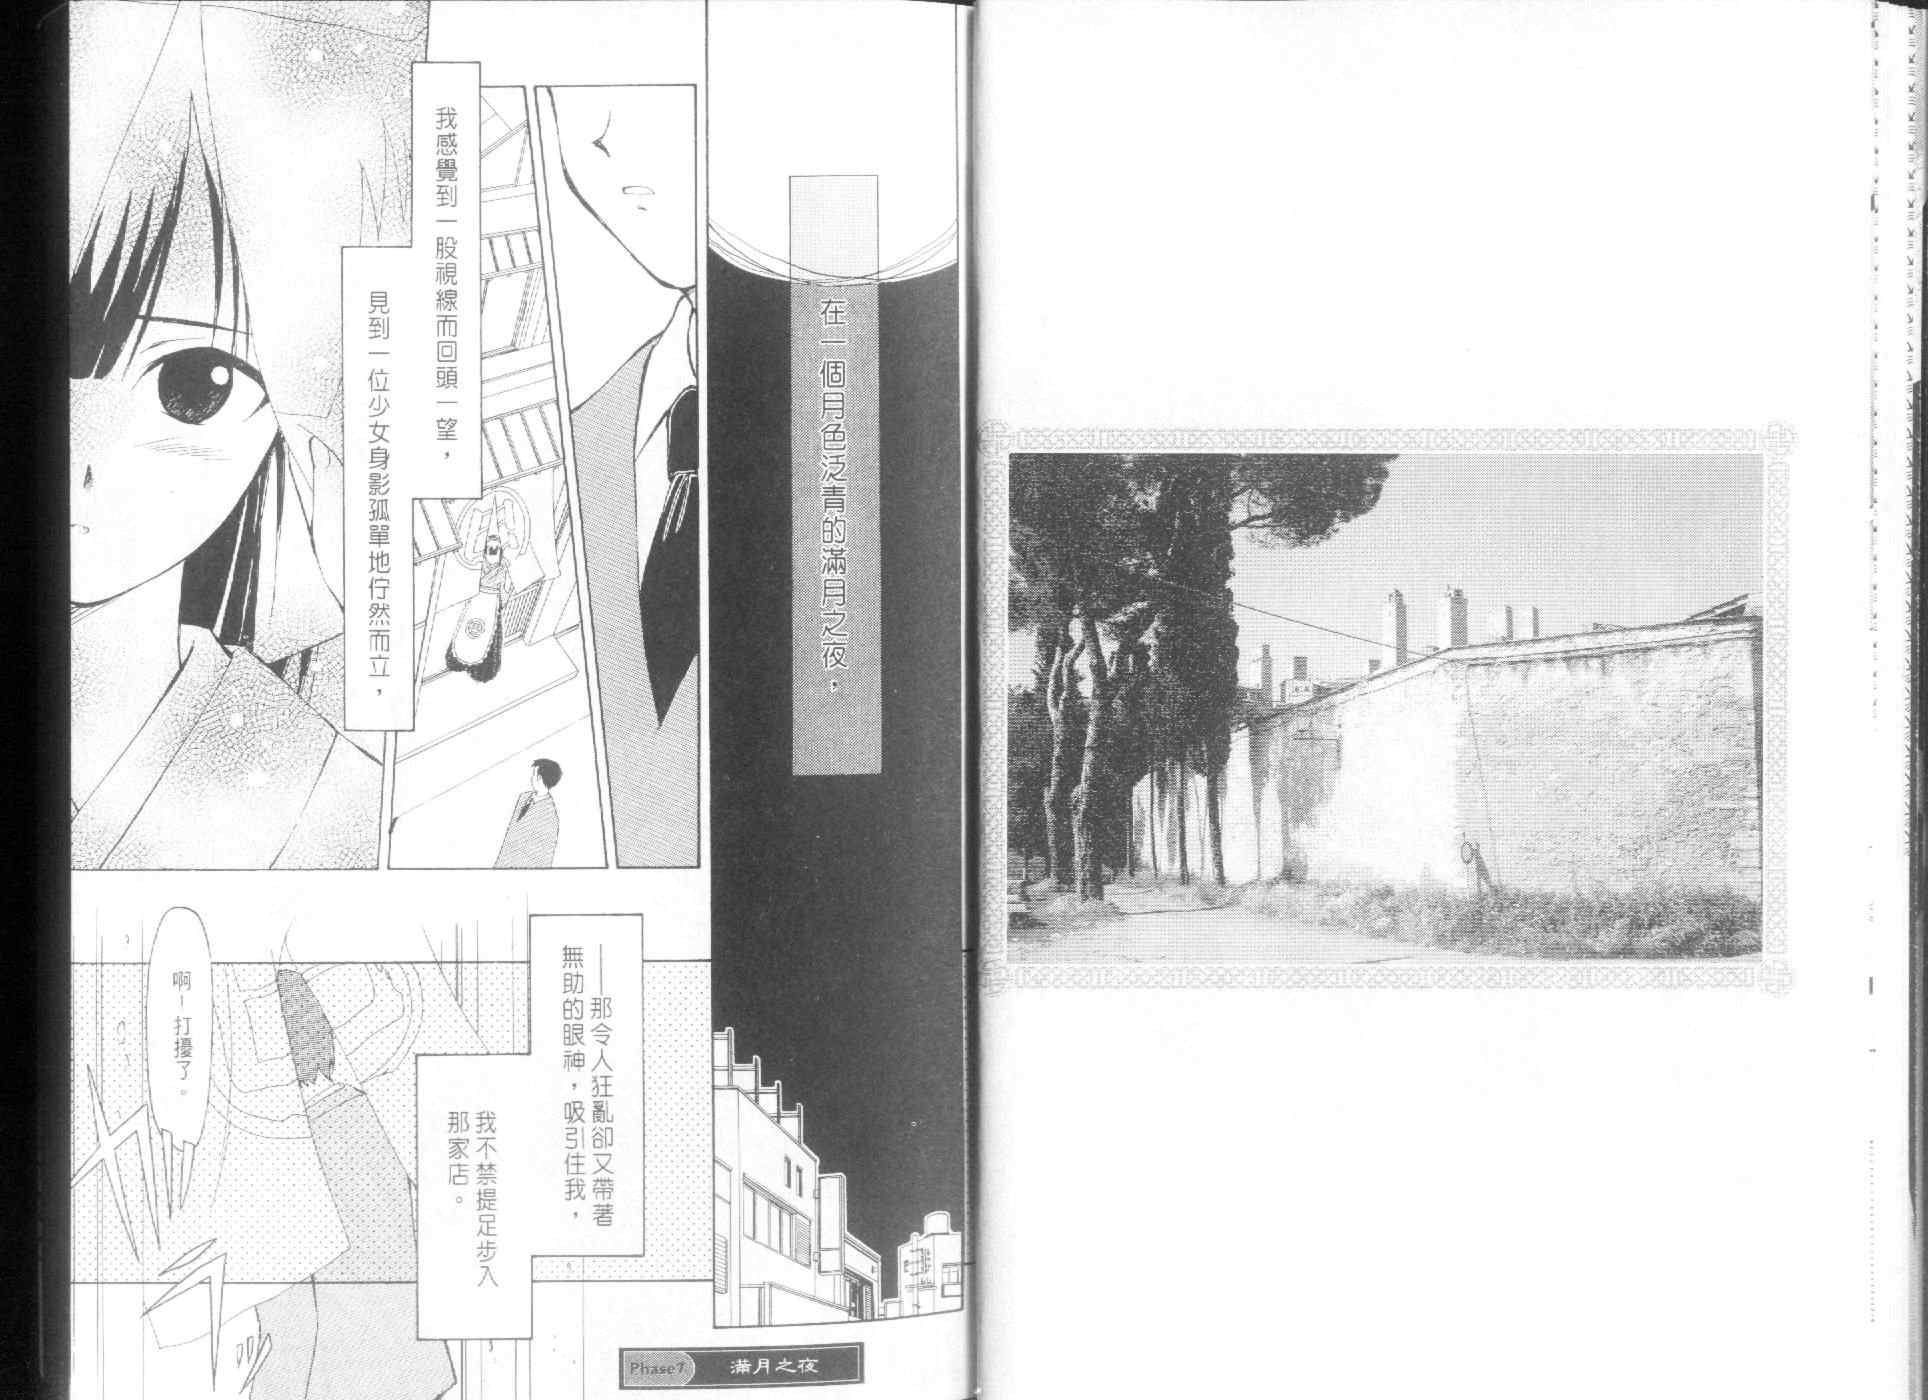 在一個月色泛青的滿月之夜，
我感覺到一股視線而回頭一望，
見到一位少女身影孤單地佇然而立，
——那令人狂亂卻又帶著
無助的眼神，吸引住我，
我不禁提足步入
那家店。
啊－打擾了。
Phase7 滿月之夜